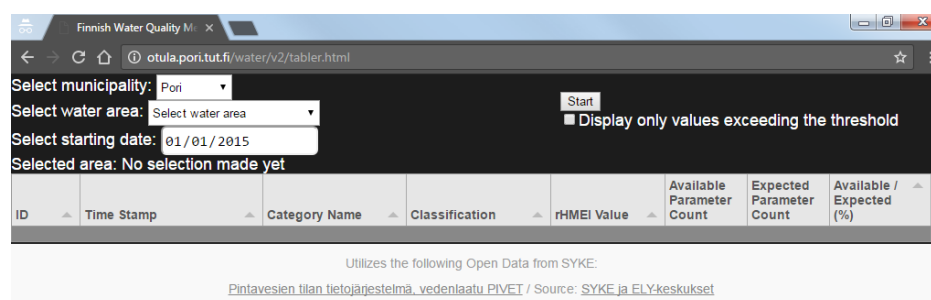 Finnish Water Quality Mo
otula.pori.tut.fi/water/v2/tabler.html
Select municipality: Pori
Select water area: Select water area
Start
Display only values exceeding the threshold
Select starting date: 01/01/2015
Selected area: No selection made yet
ID Time Stamp Category Name Classification rHMEI Value Available Parameter Count Expected Parameter Count Available / Expected (%)
Utilizes the following Open Data from SYKE:
Pintavesien tilan tietojärjestelmä, vedenlaatu PIVET / Source: SYKE ja ELY-keskukset